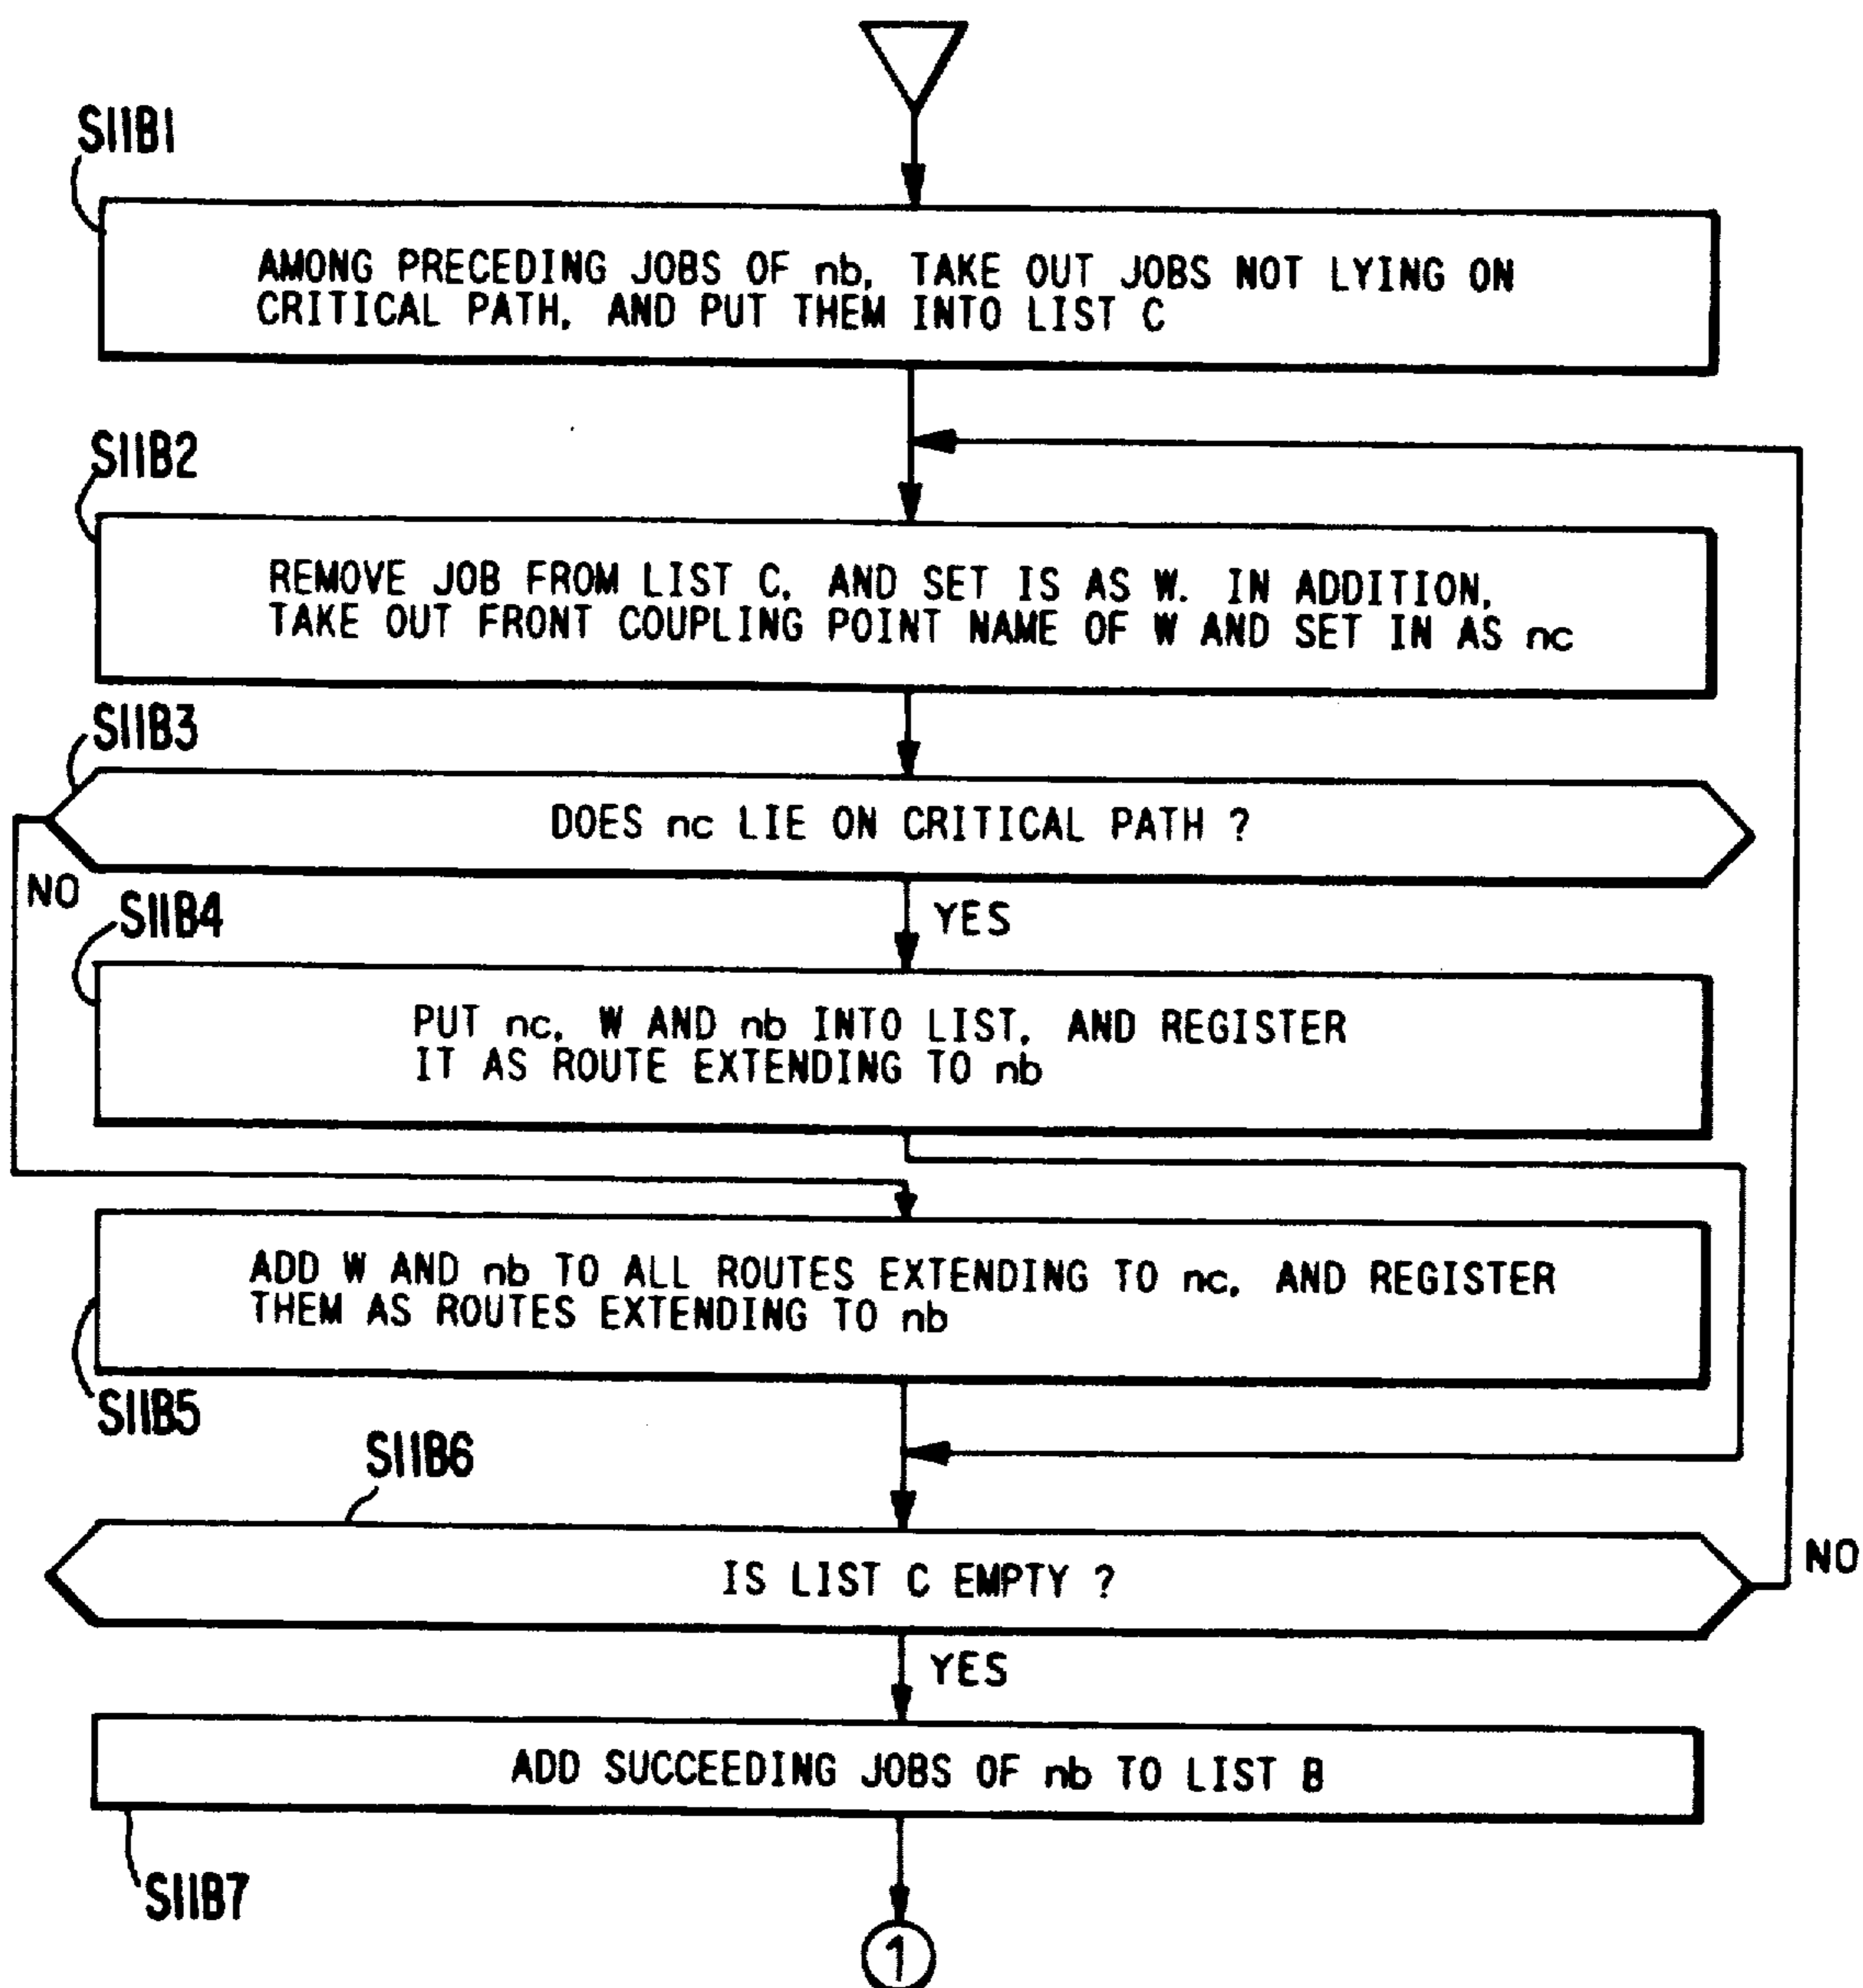 S11B1
AMONG PRECEDING JOBS OF nb, TAKE OUT JOBS NOT LYING ON
CRITICAL PATH, AND PUT THEM INTO LIST C
S11B2
REMOVE JOB FROM LIST C, AND SET IS AS W. IN ADDITION,
TAKE OUT FRONT COUPLING POINT NAME OF W AND SET IN AS nc
S11B3
DOES nc LIE ON CRITICAL PATH ?
NO
YES
S11B4
PUT nc, W AND nb INTO LIST, AND REGISTER
IT AS ROUTE EXTENDING TO nb
ADD W AND nb TO ALL ROUTES EXTENDING TO nc, AND REGISTER
THEM AS ROUTES EXTENDING TO nb
S11B5
S11B6
IS LIST C EMPTY ?
NO
YES
ADD SUCCEEDING JOBS OF nb TO LIST B
S11B7
1